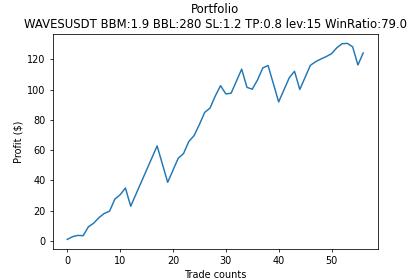 Portfolio
WAVESUSDT BBM:1.9 BBL:280 SL:1.2 TP:0.8 lev:15 WinRatio:79.0
Profit ($)
120
100
80
60
40
20
0
0 10 20 30 40 50
Trade counts